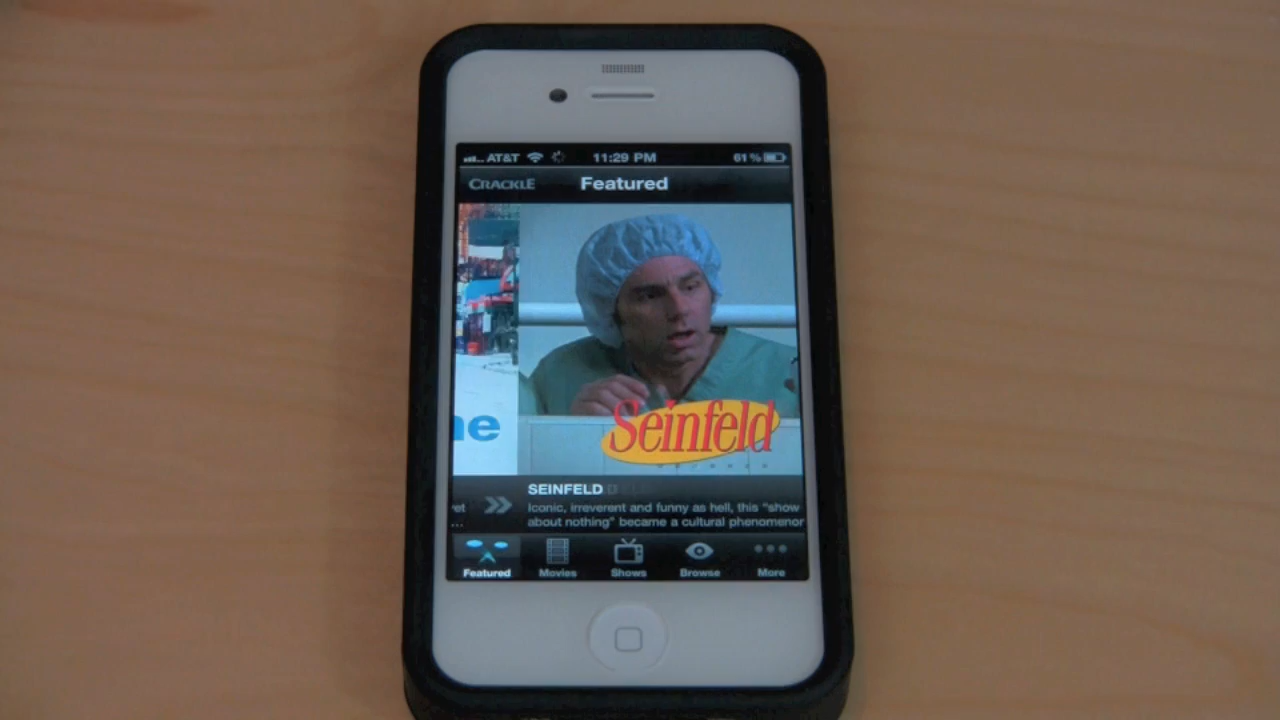 AT&T 11:29 PM 61%
CRACKLE Featured
ne
Seinfeld
SEINFELD
Iconic, irreverent and funny as hell, this "show
about nothing" became a cultural phenomenon
...
Featured Movies Shows Browse More